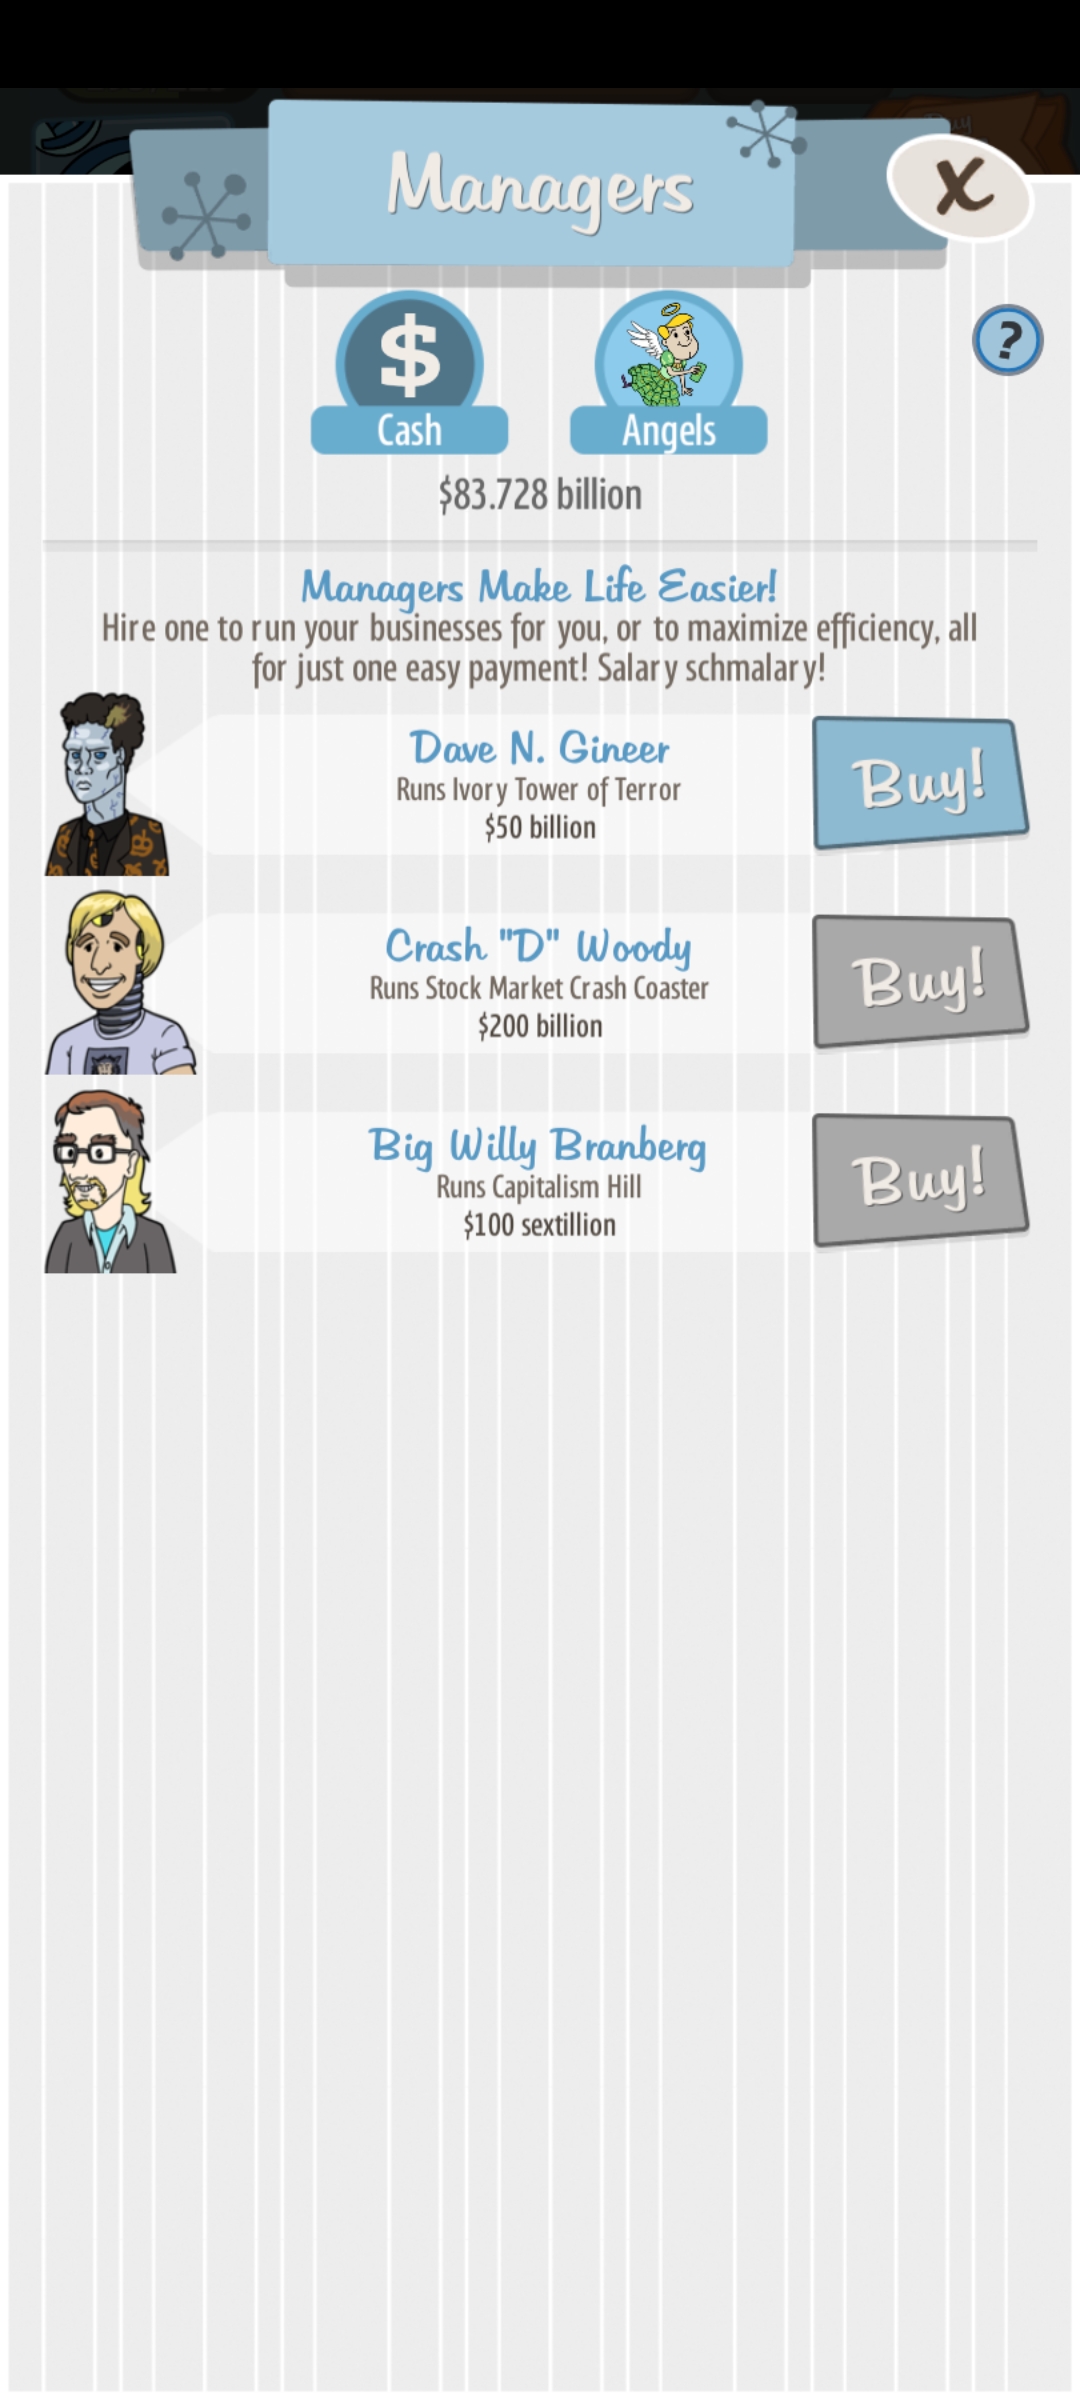 Managers
X
$
?
Cash
Angels
$83.728 billion
Managers Make Life Easier!
Hire one to run your businesses for you, or to maximize efficiency, all
for just one easy payment! Salary schmalary!
Dave N. Gineer
Runs Ivory Tower of Terror
$50 billion
Buy!
Crash "D" Woody
Runs Stock Market Crash Coaster
$200 billion
Buy!
Big Willy Branberg
Runs Capitalism Hill
$100 sextillion
Buy!